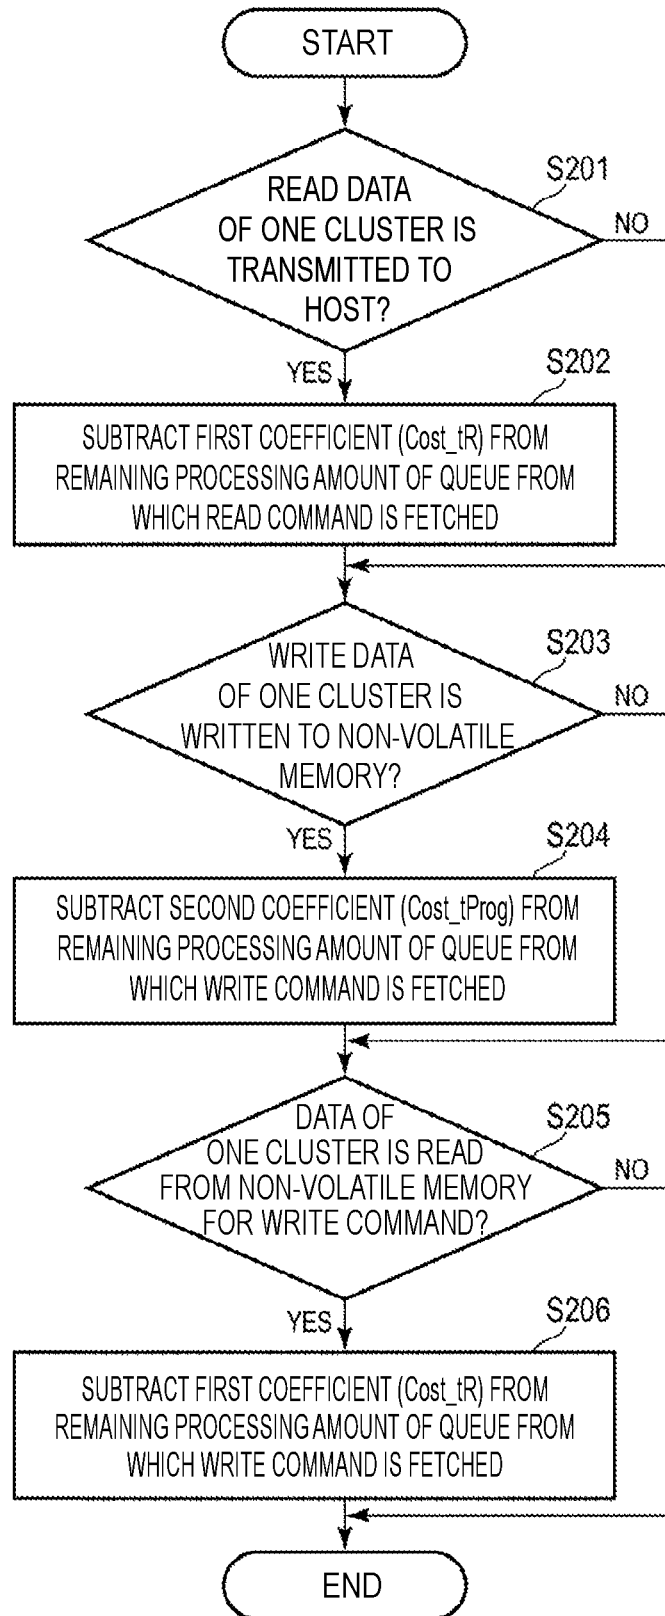 START
S201
READ DATA
OF ONE CLUSTER IS
TRANSMITTED TO
HOST?
NO
YES
S202
SUBTRACT FIRST COEFFICIENT (Cost_tR) FROM
REMAINING PROCESSING AMOUNT OF QUEUE FROM
WHICH READ COMMAND IS FETCHED
S203
WRITE DATA
OF ONE CLUSTER IS
WRITTEN TO NON-VOLATILE
MEMORY?
NO
YES
S204
SUBTRACT SECOND COEFFICIENT (Cost_tProg) FROM
REMAINING PROCESSING AMOUNT OF QUEUE FROM
WHICH WRITE COMMAND IS FETCHED
S205
DATA OF
ONE CLUSTER IS READ
FROM NON-VOLATILE MEMORY
FOR WRITE COMMAND?
NO
YES
S206
SUBTRACT FIRST COEFFICIENT (Cost_tR) FROM
REMAINING PROCESSING AMOUNT OF QUEUE FROM
WHICH WRITE COMMAND IS FETCHED
END